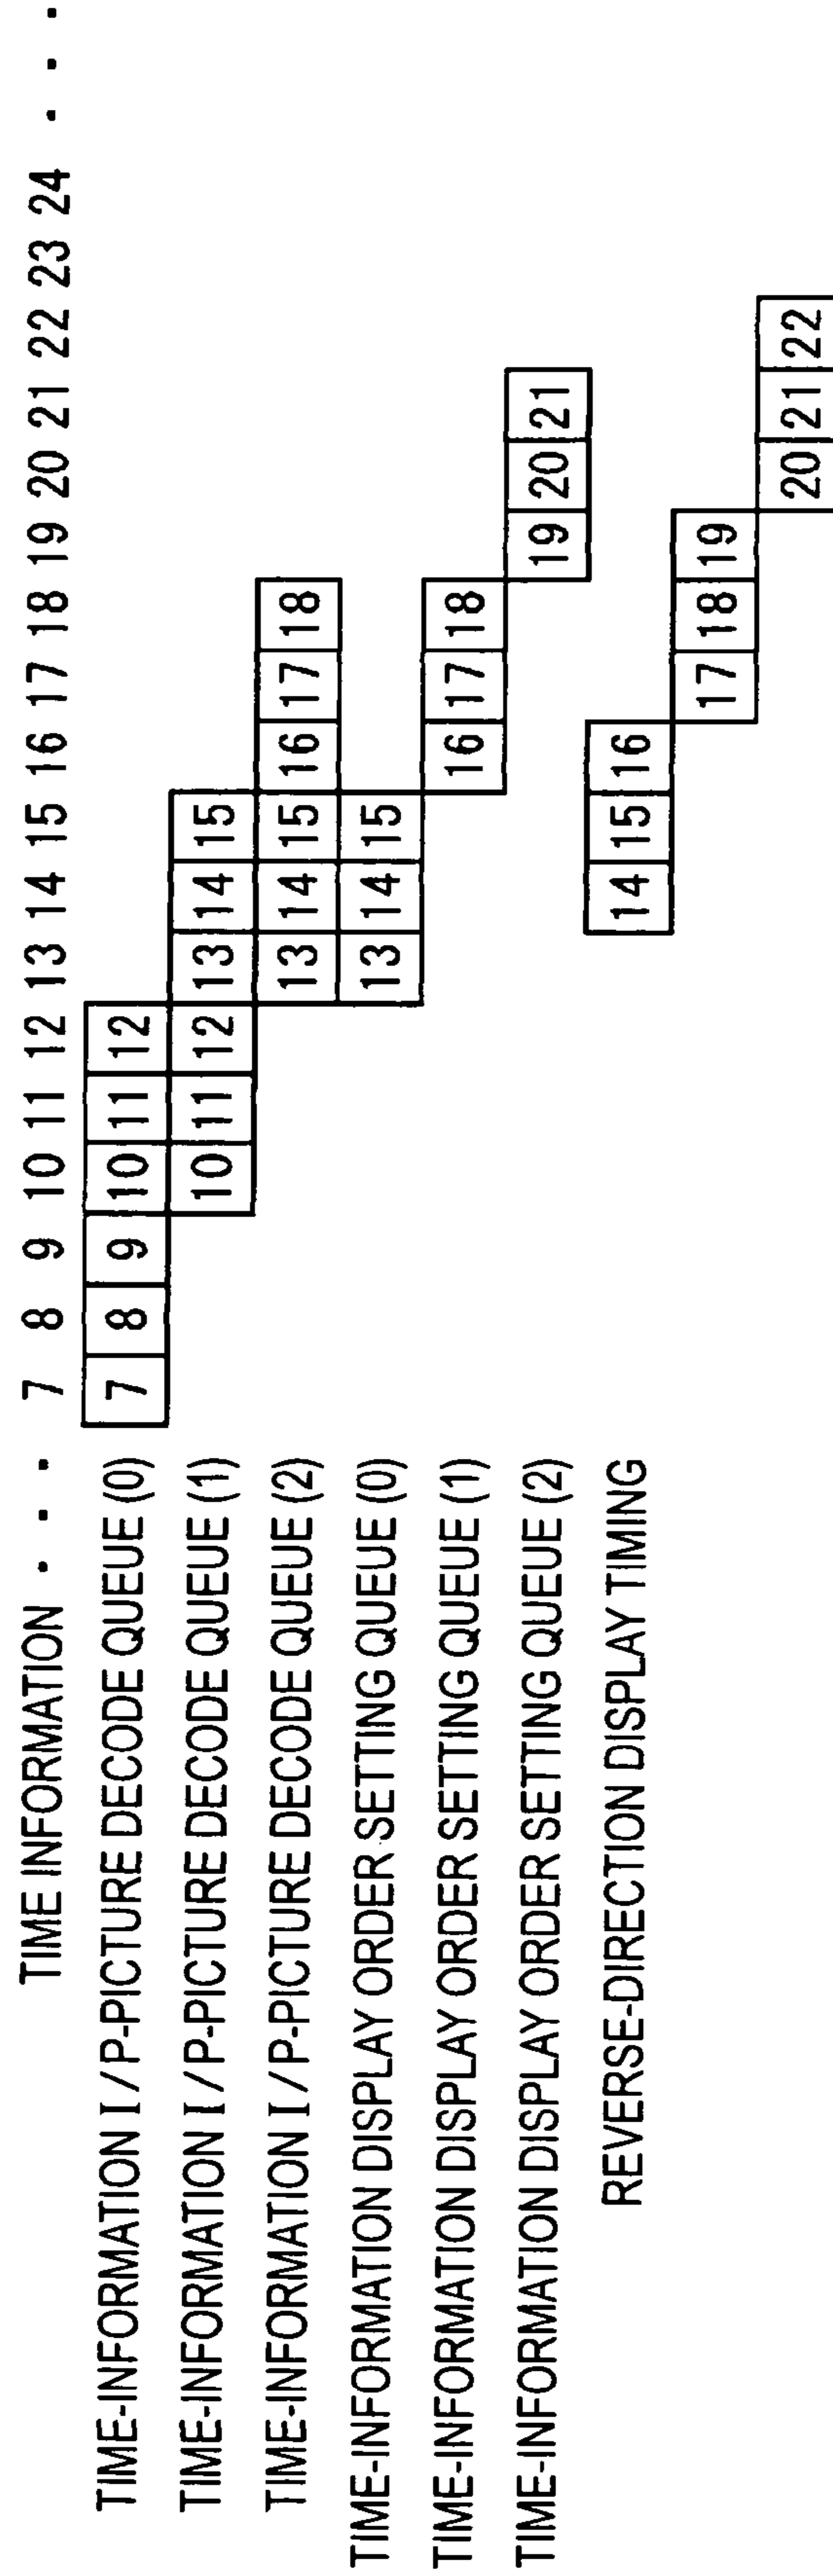 TIME INFORMATION . . . 7 8 9 10 11 12 13 14 15 16 17 18 19 20 21 22 23 24 . . .
TIME-INFORMATION I / P-PICTURE DECODE QUEUE (0) 7 8 9 10 11 12
TIME-INFORMATION I / P-PICTURE DECODE QUEUE (1) 10 11 12 13 14 15
TIME-INFORMATION I / P-PICTURE DECODE QUEUE (2) 13 14 15 16 17 18
TIME-INFORMATION DISPLAY ORDER SETTING QUEUE (0) 13 14 15
TIME-INFORMATION DISPLAY ORDER SETTING QUEUE (1) 16 17 18
TIME-INFORMATION DISPLAY ORDER SETTING QUEUE (2) 19 20 21
REVERSE-DIRECTION DISPLAY TIMING 14 15 16
17 18 19
20 21 22